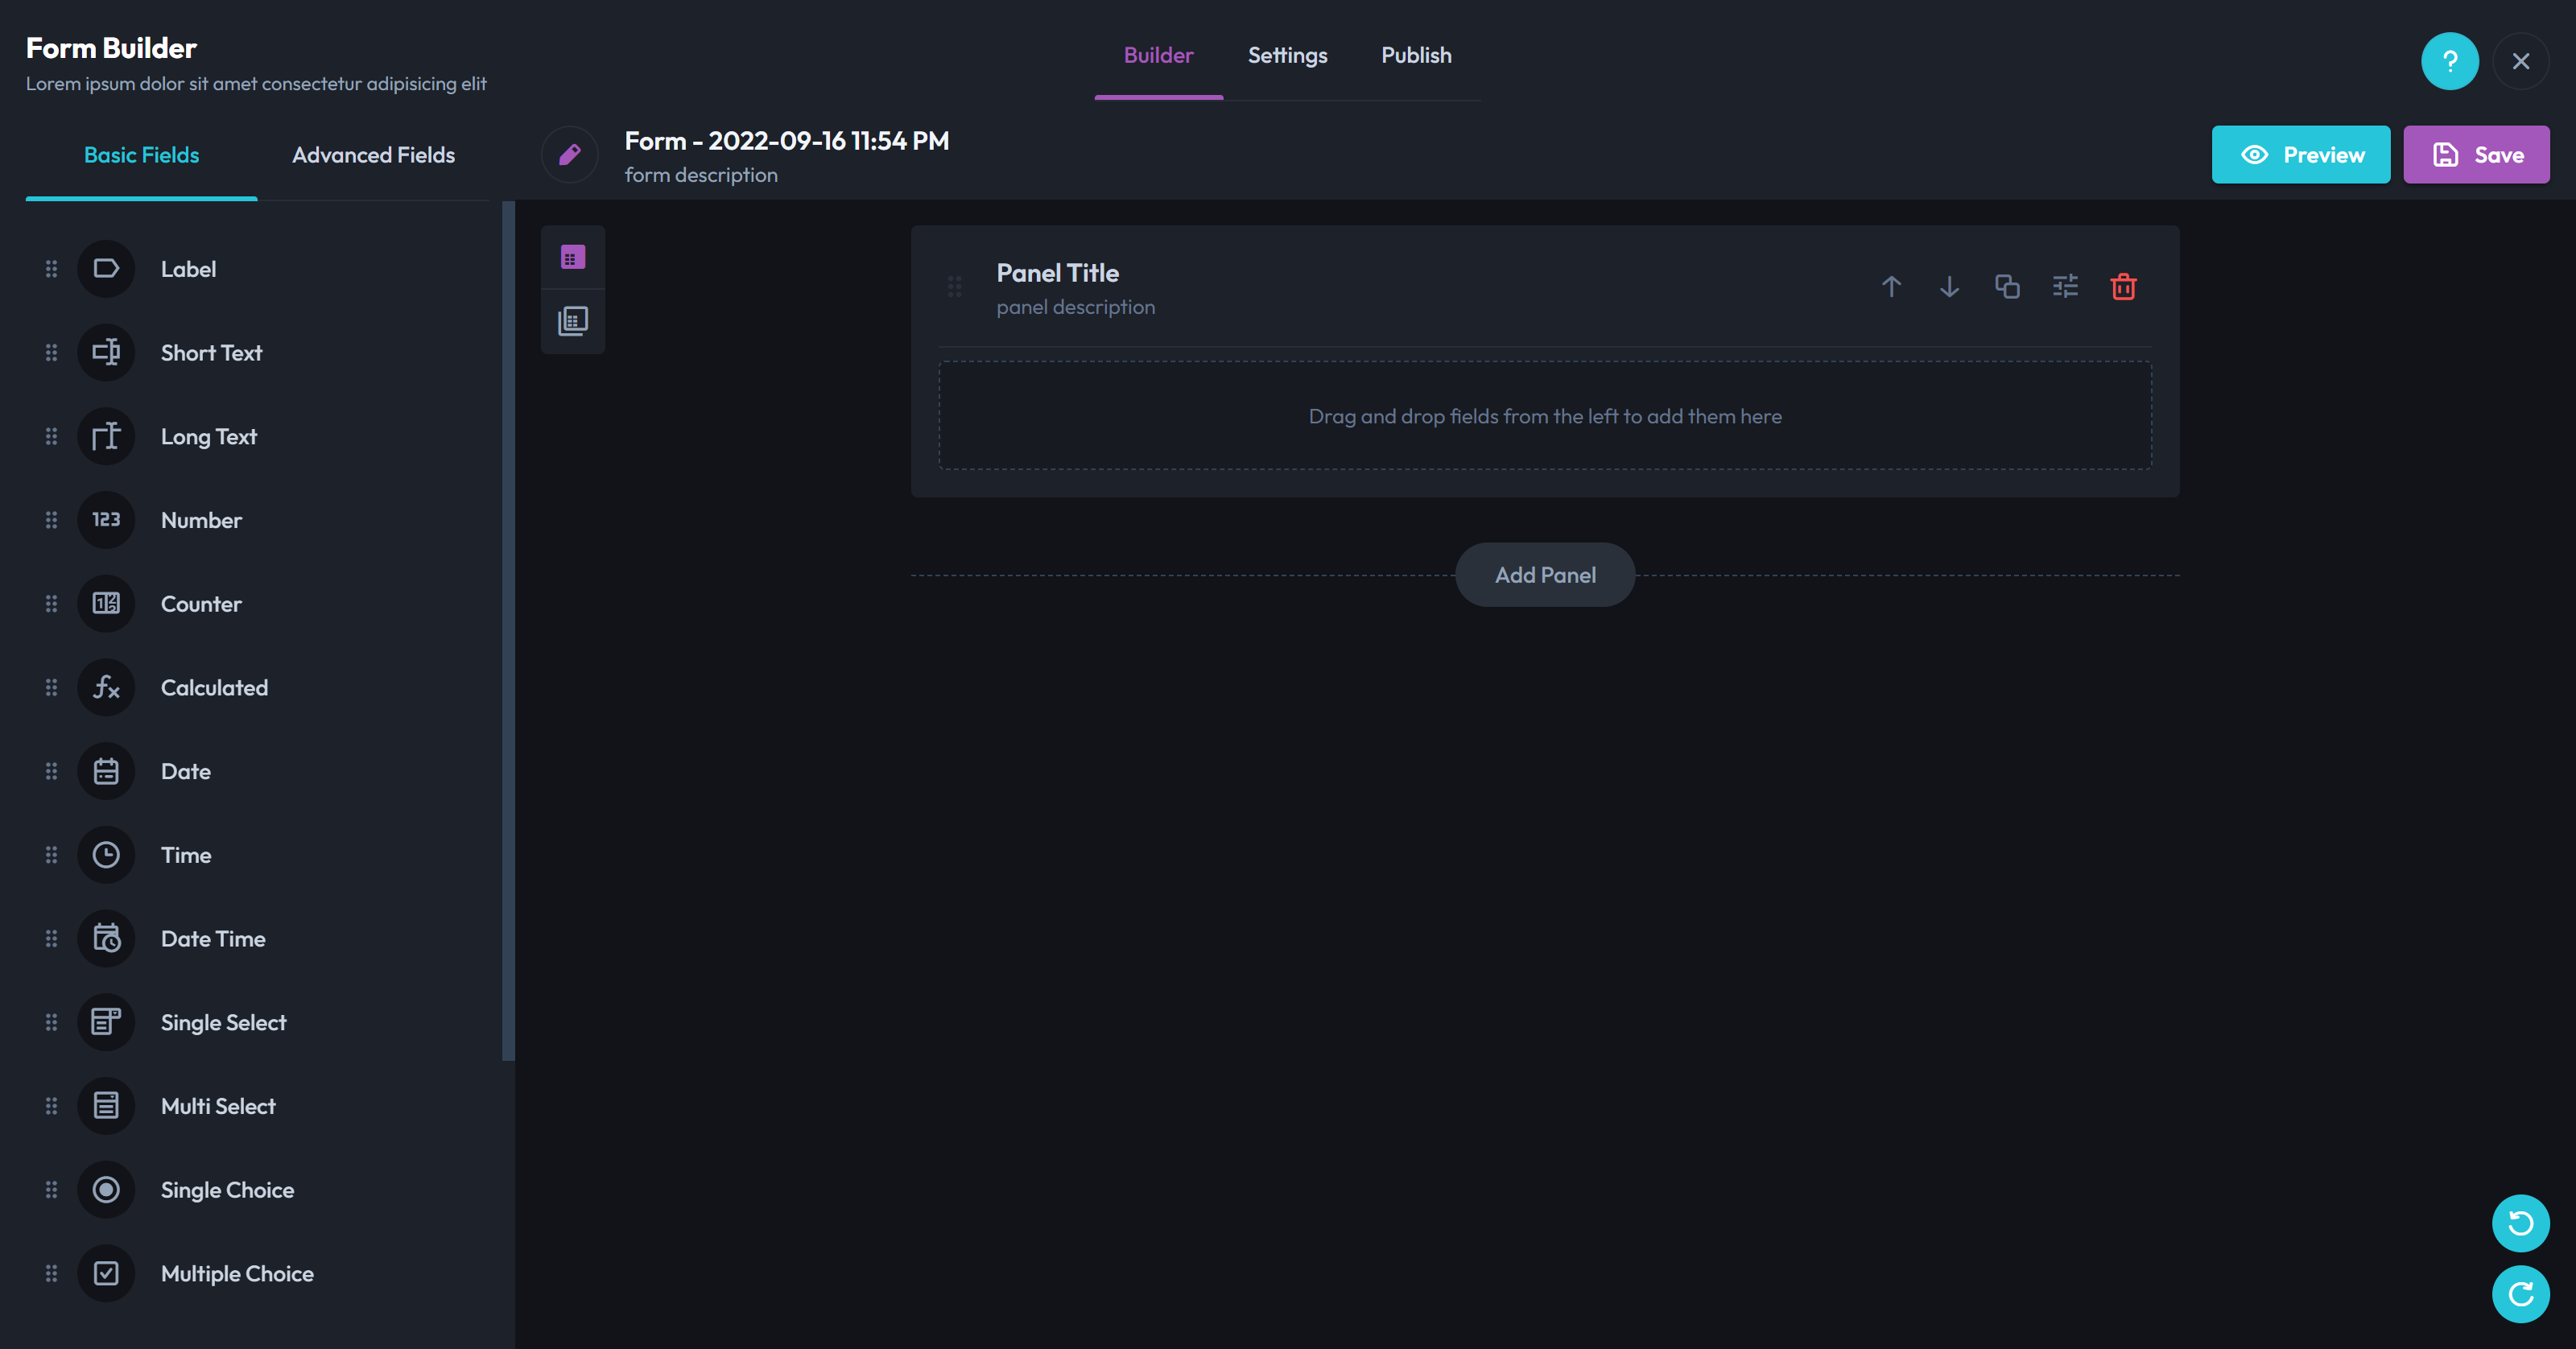 Form Builder
Lorem ipsum dolor sit amet consectetur adipisicing elit
Builder
Settings
Publish
?
Basic Fields
Advanced Fields
Form - 2022-09-16 11:54 PM
form description
Preview
Save
Label
Short Text
Long Text
123
Number
Counter
Calculated
Date
Time
Date Time
Single Select
Multi Select
Single Choice
Multiple Choice
Panel Title
panel description
Drag and drop fields from the left to add them here
Add Panel